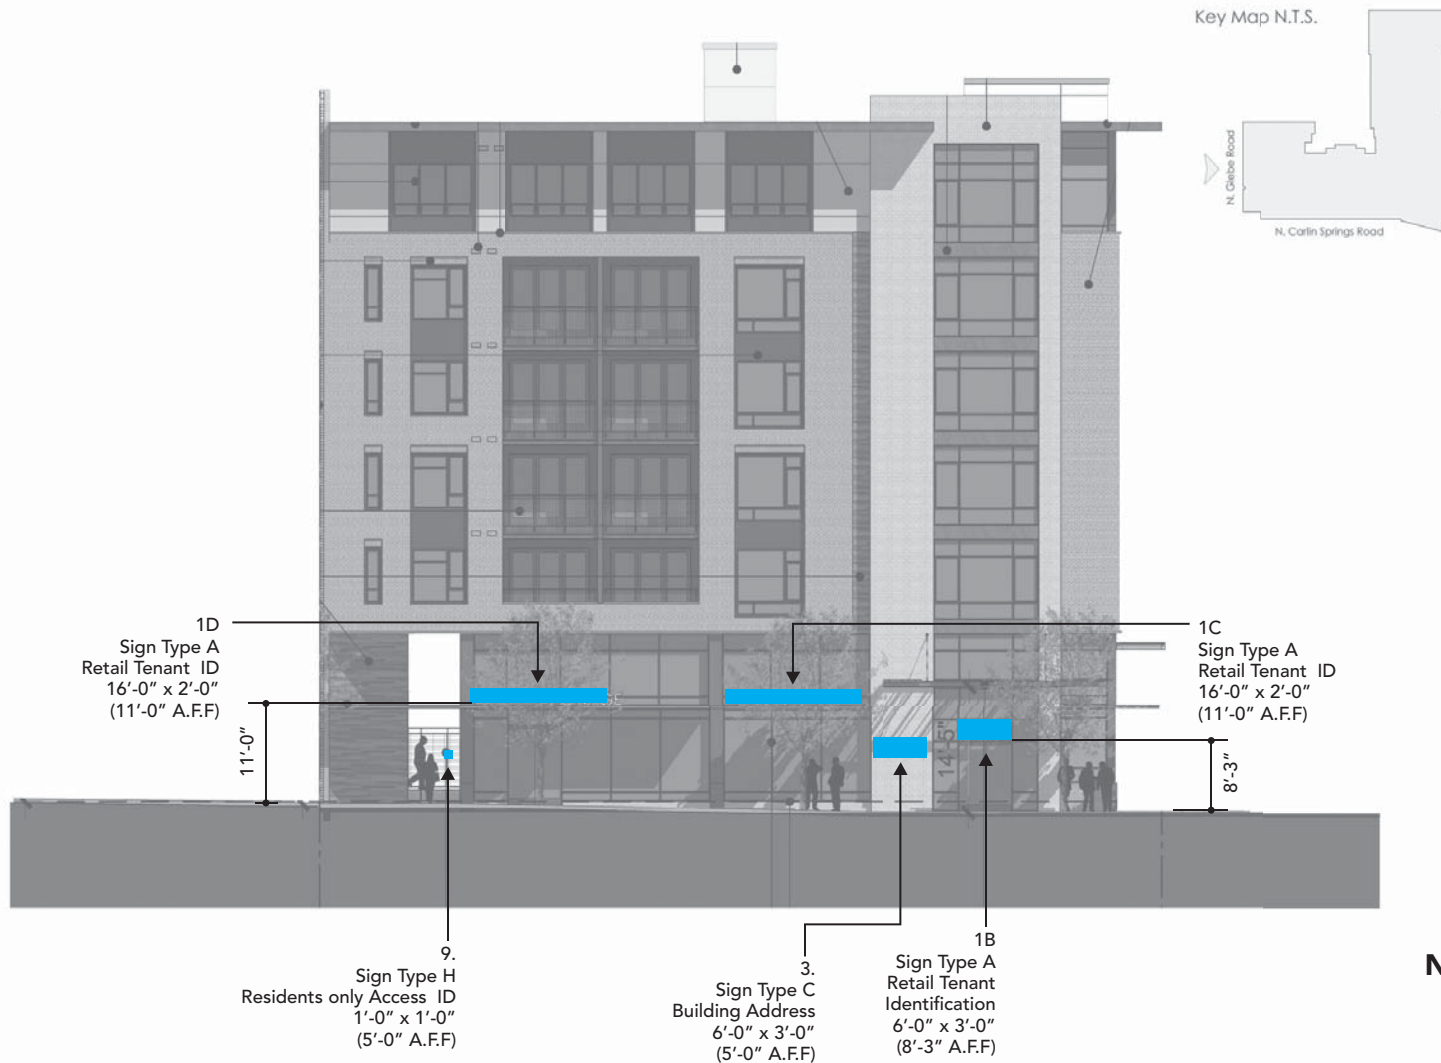 Key Map N.T.S.
N. Glebe Road
N. Carlin Springs Road
1D
Sign Type A
Retail Tenant ID
16'-0" x 2'-0"
(11'-0" A.F.F)
11'-0"
1C
Sign Type A
Retail Tenant ID
16'-0" x 2'-0"
(11'-0" A.F.F)
14'-5"
8'-3"
9.
Sign Type H
Residents only Access ID
1'-0" x 1'-0"
(5'-0" A.F.F)
3.
Sign Type C
Building Address
6'-0" x 3'-0"
(5'-0" A.F.F)
1B
Sign Type A
Retail Tenant
Identification
6'-0" x 3'-0"
(8'-3" A.F.F)
N